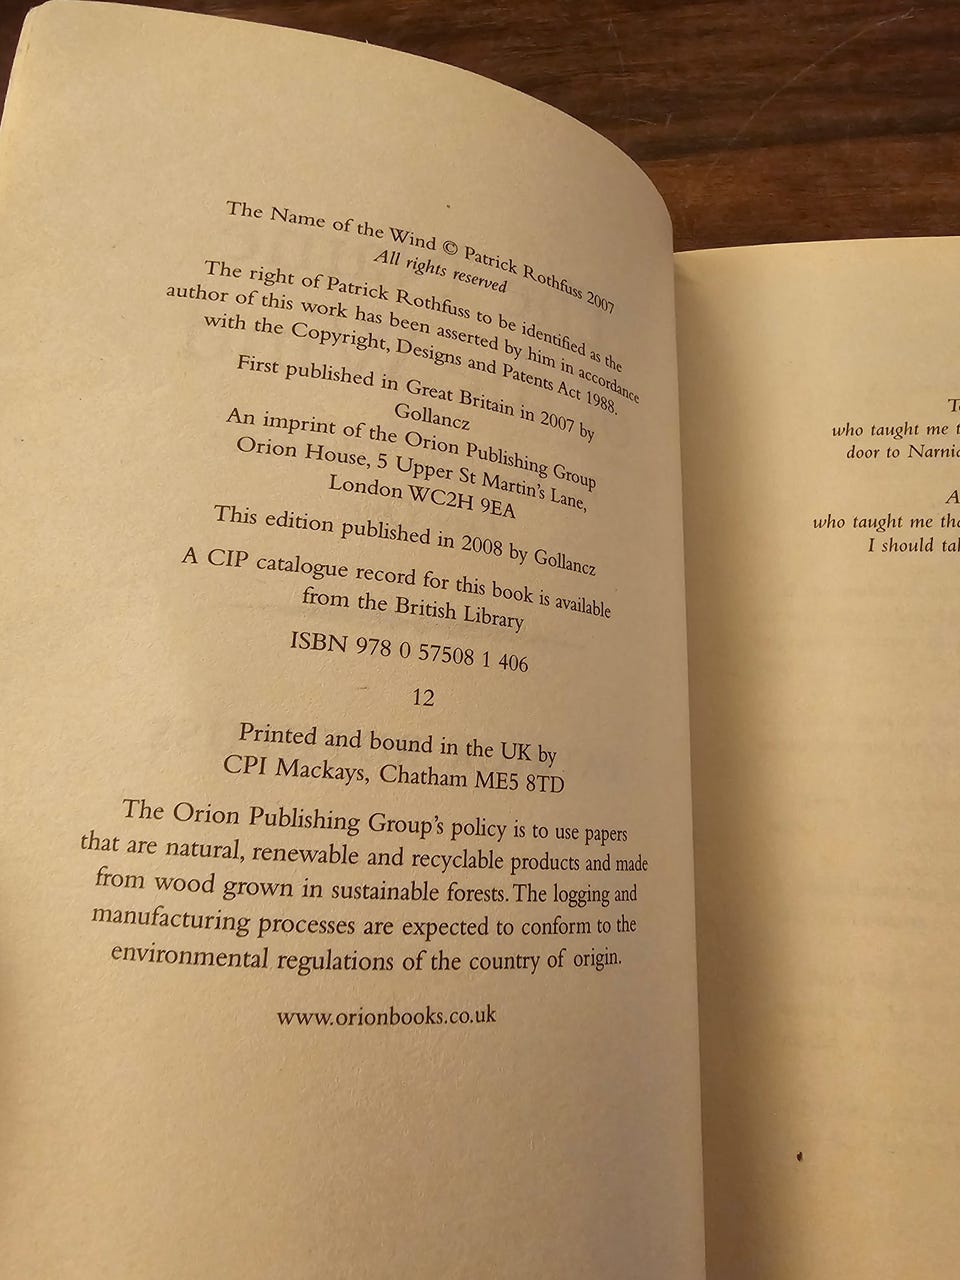 The Name of the Wind © Patrick Rothfuss 2007
All rights reserved
The right of Patrick Rothfuss to be identified as the
author of this work has been asserted by him in accordance
with the Copyright, Designs and Patents Act 1988.
First published in Great Britain in 2007 by
Gollancz
An imprint of the Orion Publishing Group
Orion House, 5 Upper St Martin's Lane,
London WC2H 9EA
This edition published in 2008 by Gollancz
A CIP catalogue record for this book is available
from the British Library
ISBN 978 0 57508 1 406
12
Printed and bound in the UK by
CPI Mackays, Chatham ME5 8TD
The Orion Publishing Group's policy is to use papers
that are natural, renewable and recyclable products and made
from wood grown in sustainable forests. The logging and
manufacturing processes are expected to conform to the
environmental regulations of the country of origin.
www.orionbooks.co.uk
who taught me
door to
who taught me
I should